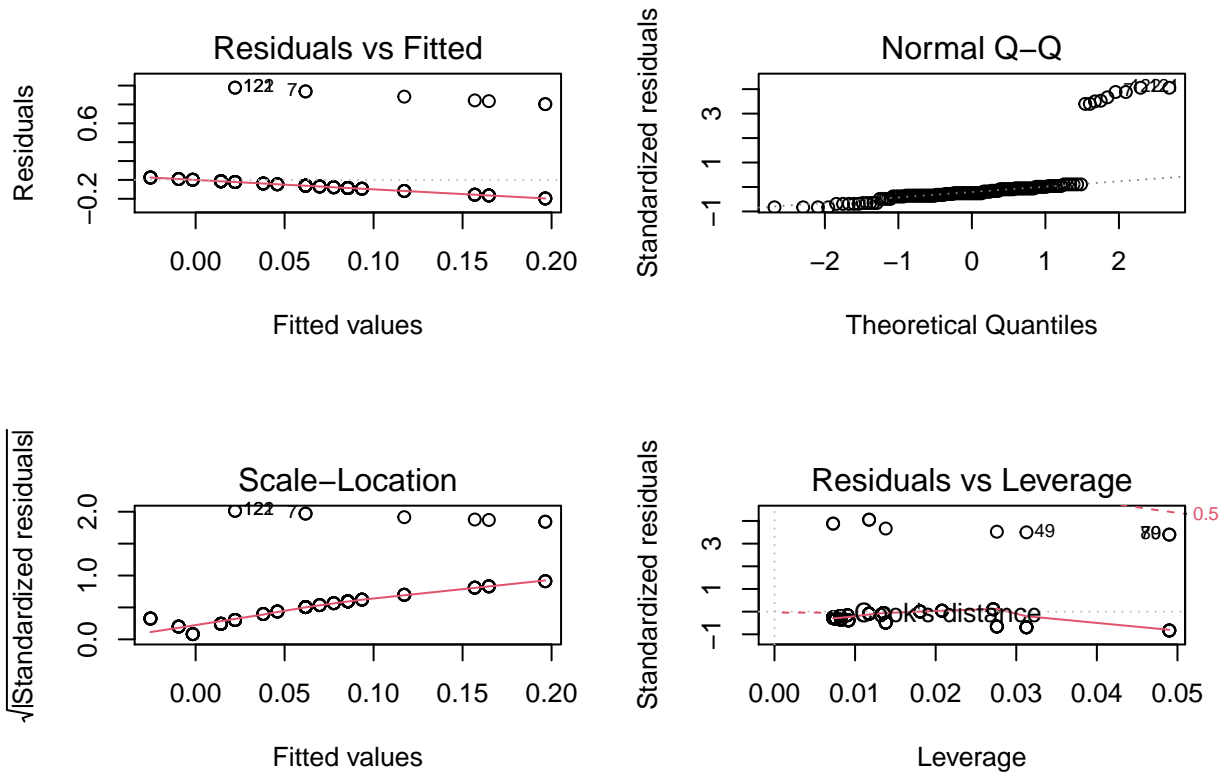 Residuals vs Fitted
Residuals
−0.2 0.6
7
0.00 0.05 0.10 0.15 0.20
Fitted values
Normal Q−Q
Standardized residuals
−1 1 3
−2 −1 0 1 2
Theoretical Quantiles
Scale−Location
√|Standardized residuals|
0.0 1.0 2.0
7
0.00 0.05 0.10 0.15 0.20
Fitted values
Residuals vs Leverage
Standardized residuals
−1 1 3
Cook's distance
0.5
49
0.00 0.01 0.02 0.03 0.04 0.05
Leverage